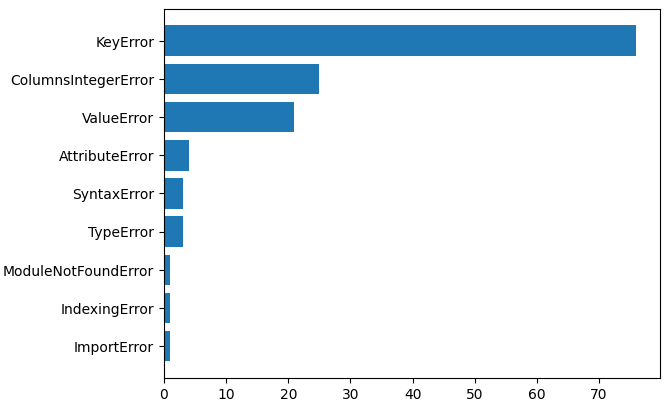 KeyError
ColumnsIntegerError
ValueError
AttributeError
SyntaxError
TypeError
ModuleNotFoundError
IndexingError
ImportError
0 10 20 30 40 50 60 70